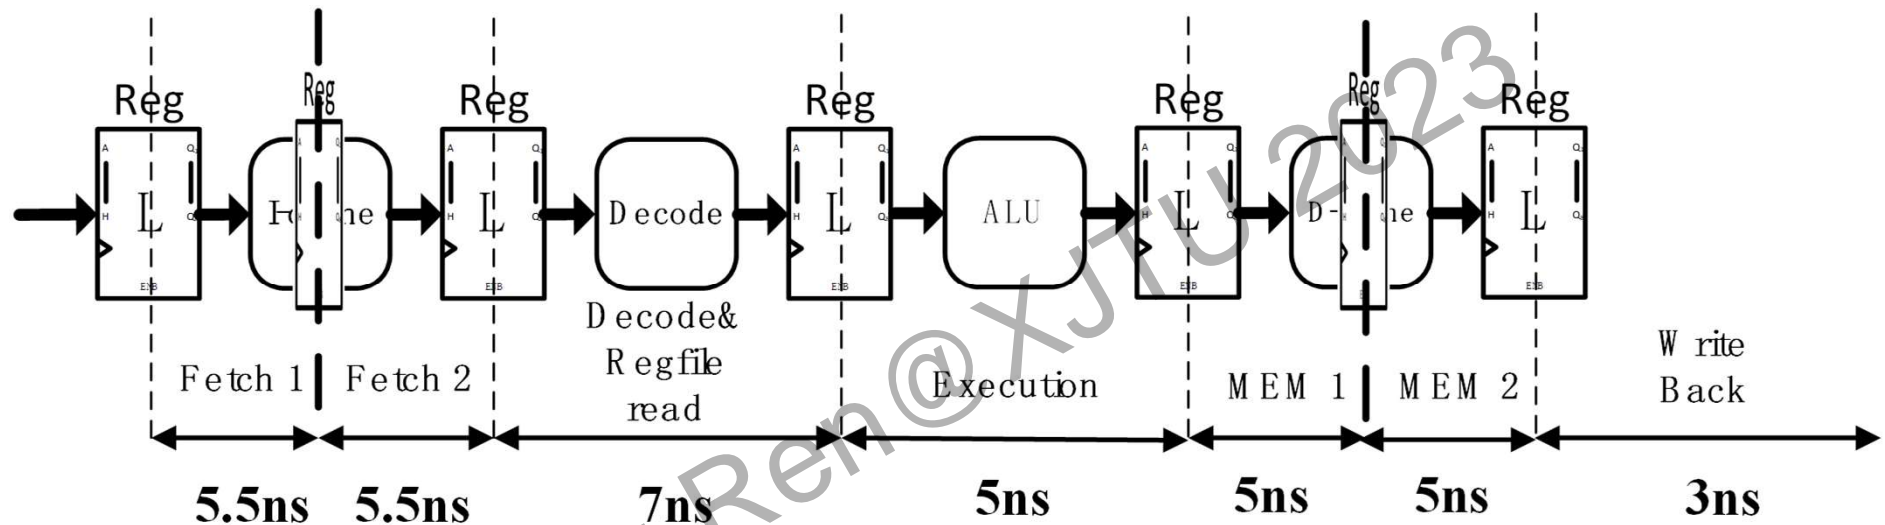 Reg
Reg
Reg
Reg
Reg
Reg
Reg
Decode
ALU
Decode&
Regfile
read
Fetch 1
Fetch 2
Execution
MEM 1
MEM 2
Write
Back
5.5ns
5.5ns
7ns
5ns
5ns
5ns
3ns
Ren@XJTU 2023